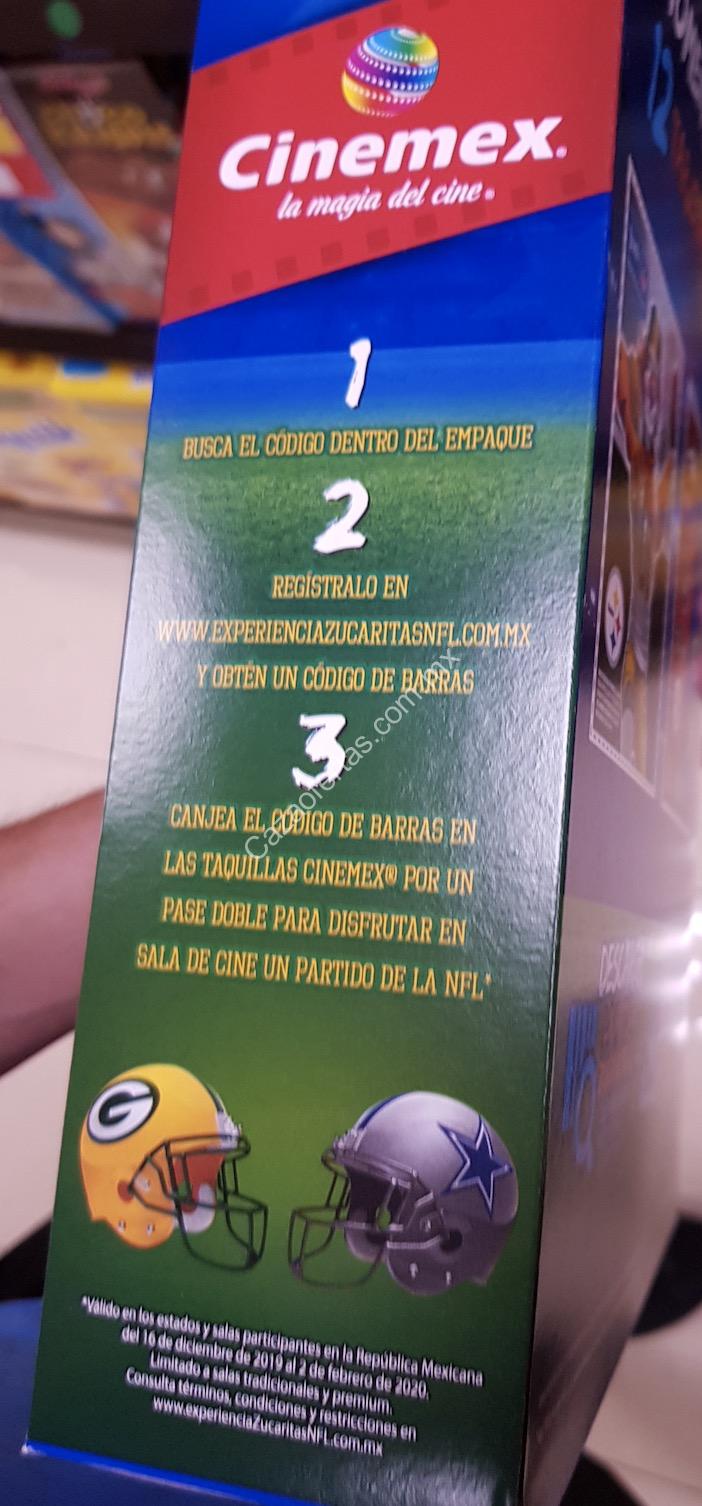 Cinemex®
la magia del cine®
1
BUSCA EL CÓDIGO DENTRO DEL EMPAQUE
2
REGÍSTRALO EN
WWW.EXPERIENCIAZUCARITASNFL.COM.MX
Y OBTÉN UN CÓDIGO DE BARRAS
3
CANJEA EL CÓDIGO DE BARRAS EN
LAS TAQUILLAS CINEMEX® POR UN
PASE DOBLE PARA DISFRUTAR EN
SALA DE CINE UN PARTIDO DE LA NFL*
G
*Válido en los estados y salas participantes en la República Mexicana
del 16 de diciembre de 2019 al 2 de febrero de 2020.
Limitado a salas tradicionales y premium.
Consulta términos, condiciones y restricciones en
www.experienciaZucaritasNFL.com.mx
Cazaofertas.com.mx
12